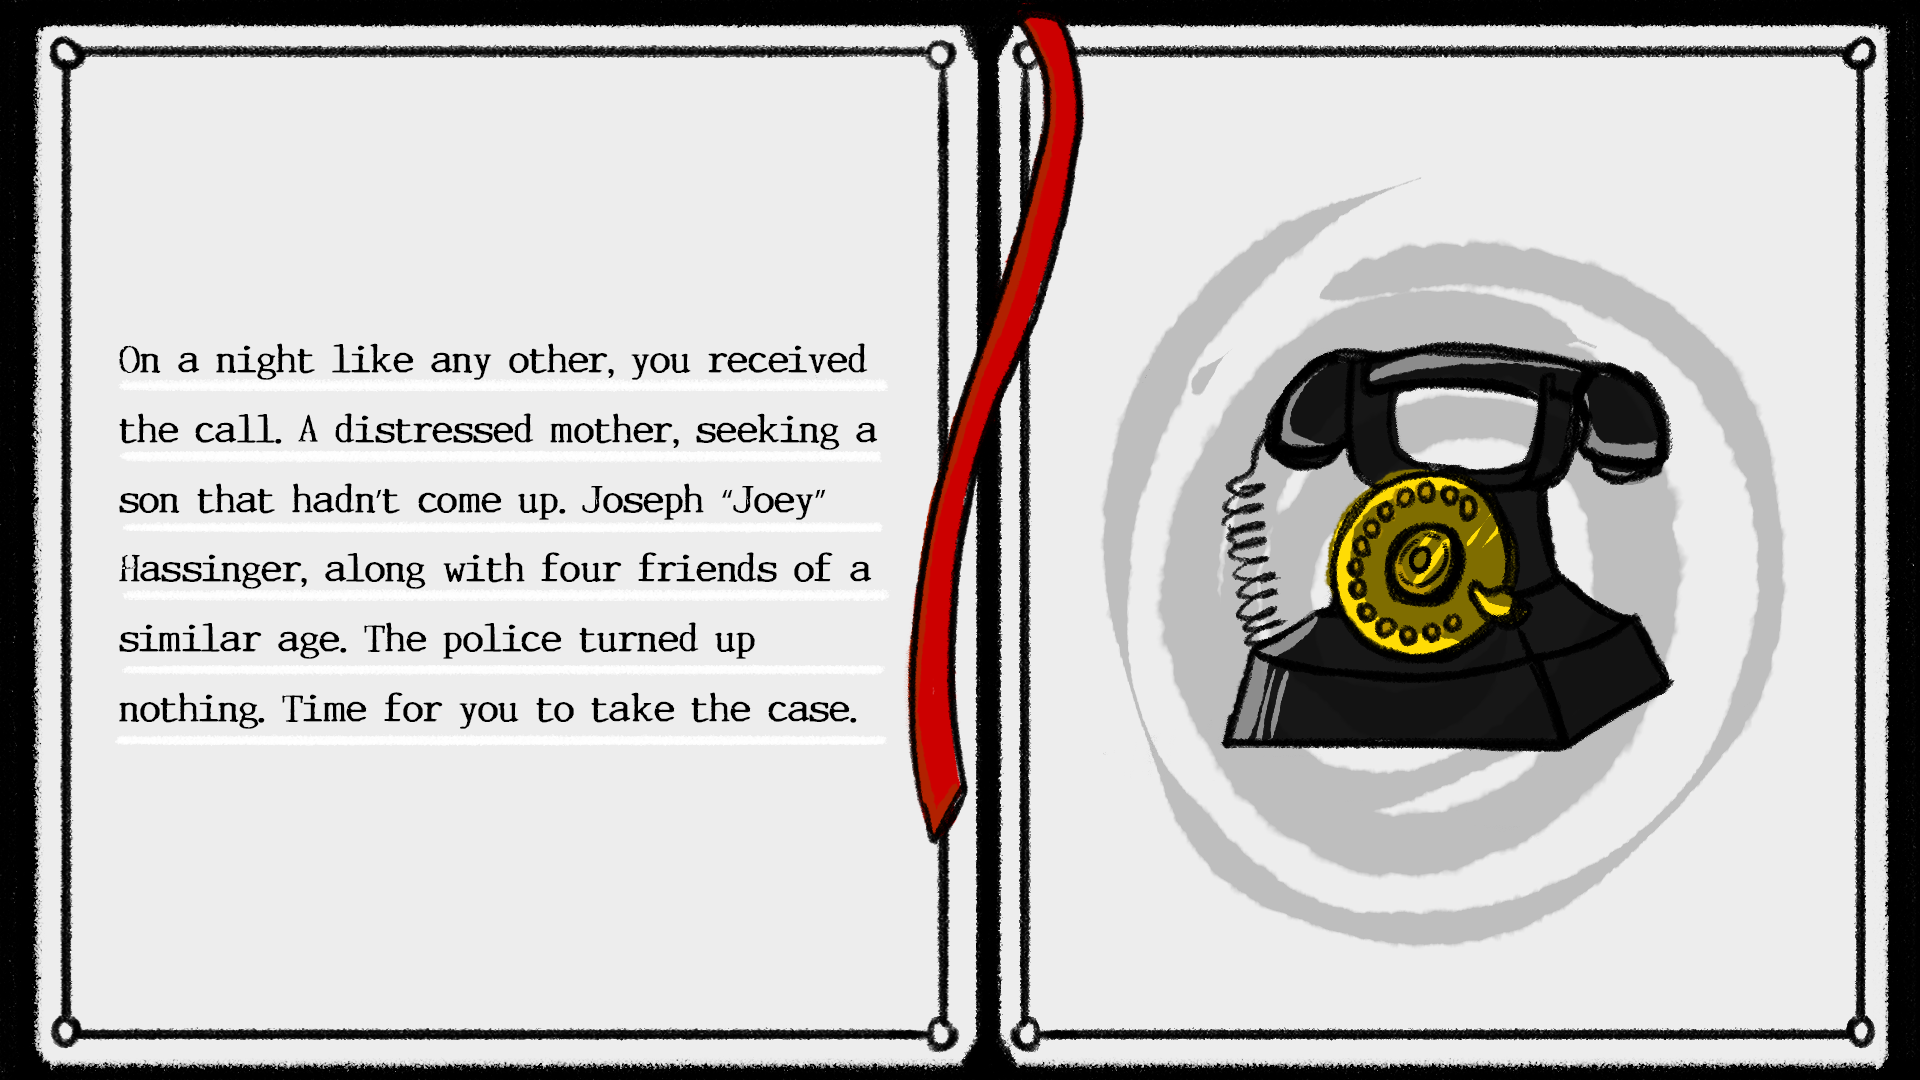 On a night like any other, you received
the call. A distressed mother, seeking a
son that hadn't come up. Joseph “Joey”
Hassinger, along with four friends of a
similar age. The police turned up
nothing. Time for you to take the case.